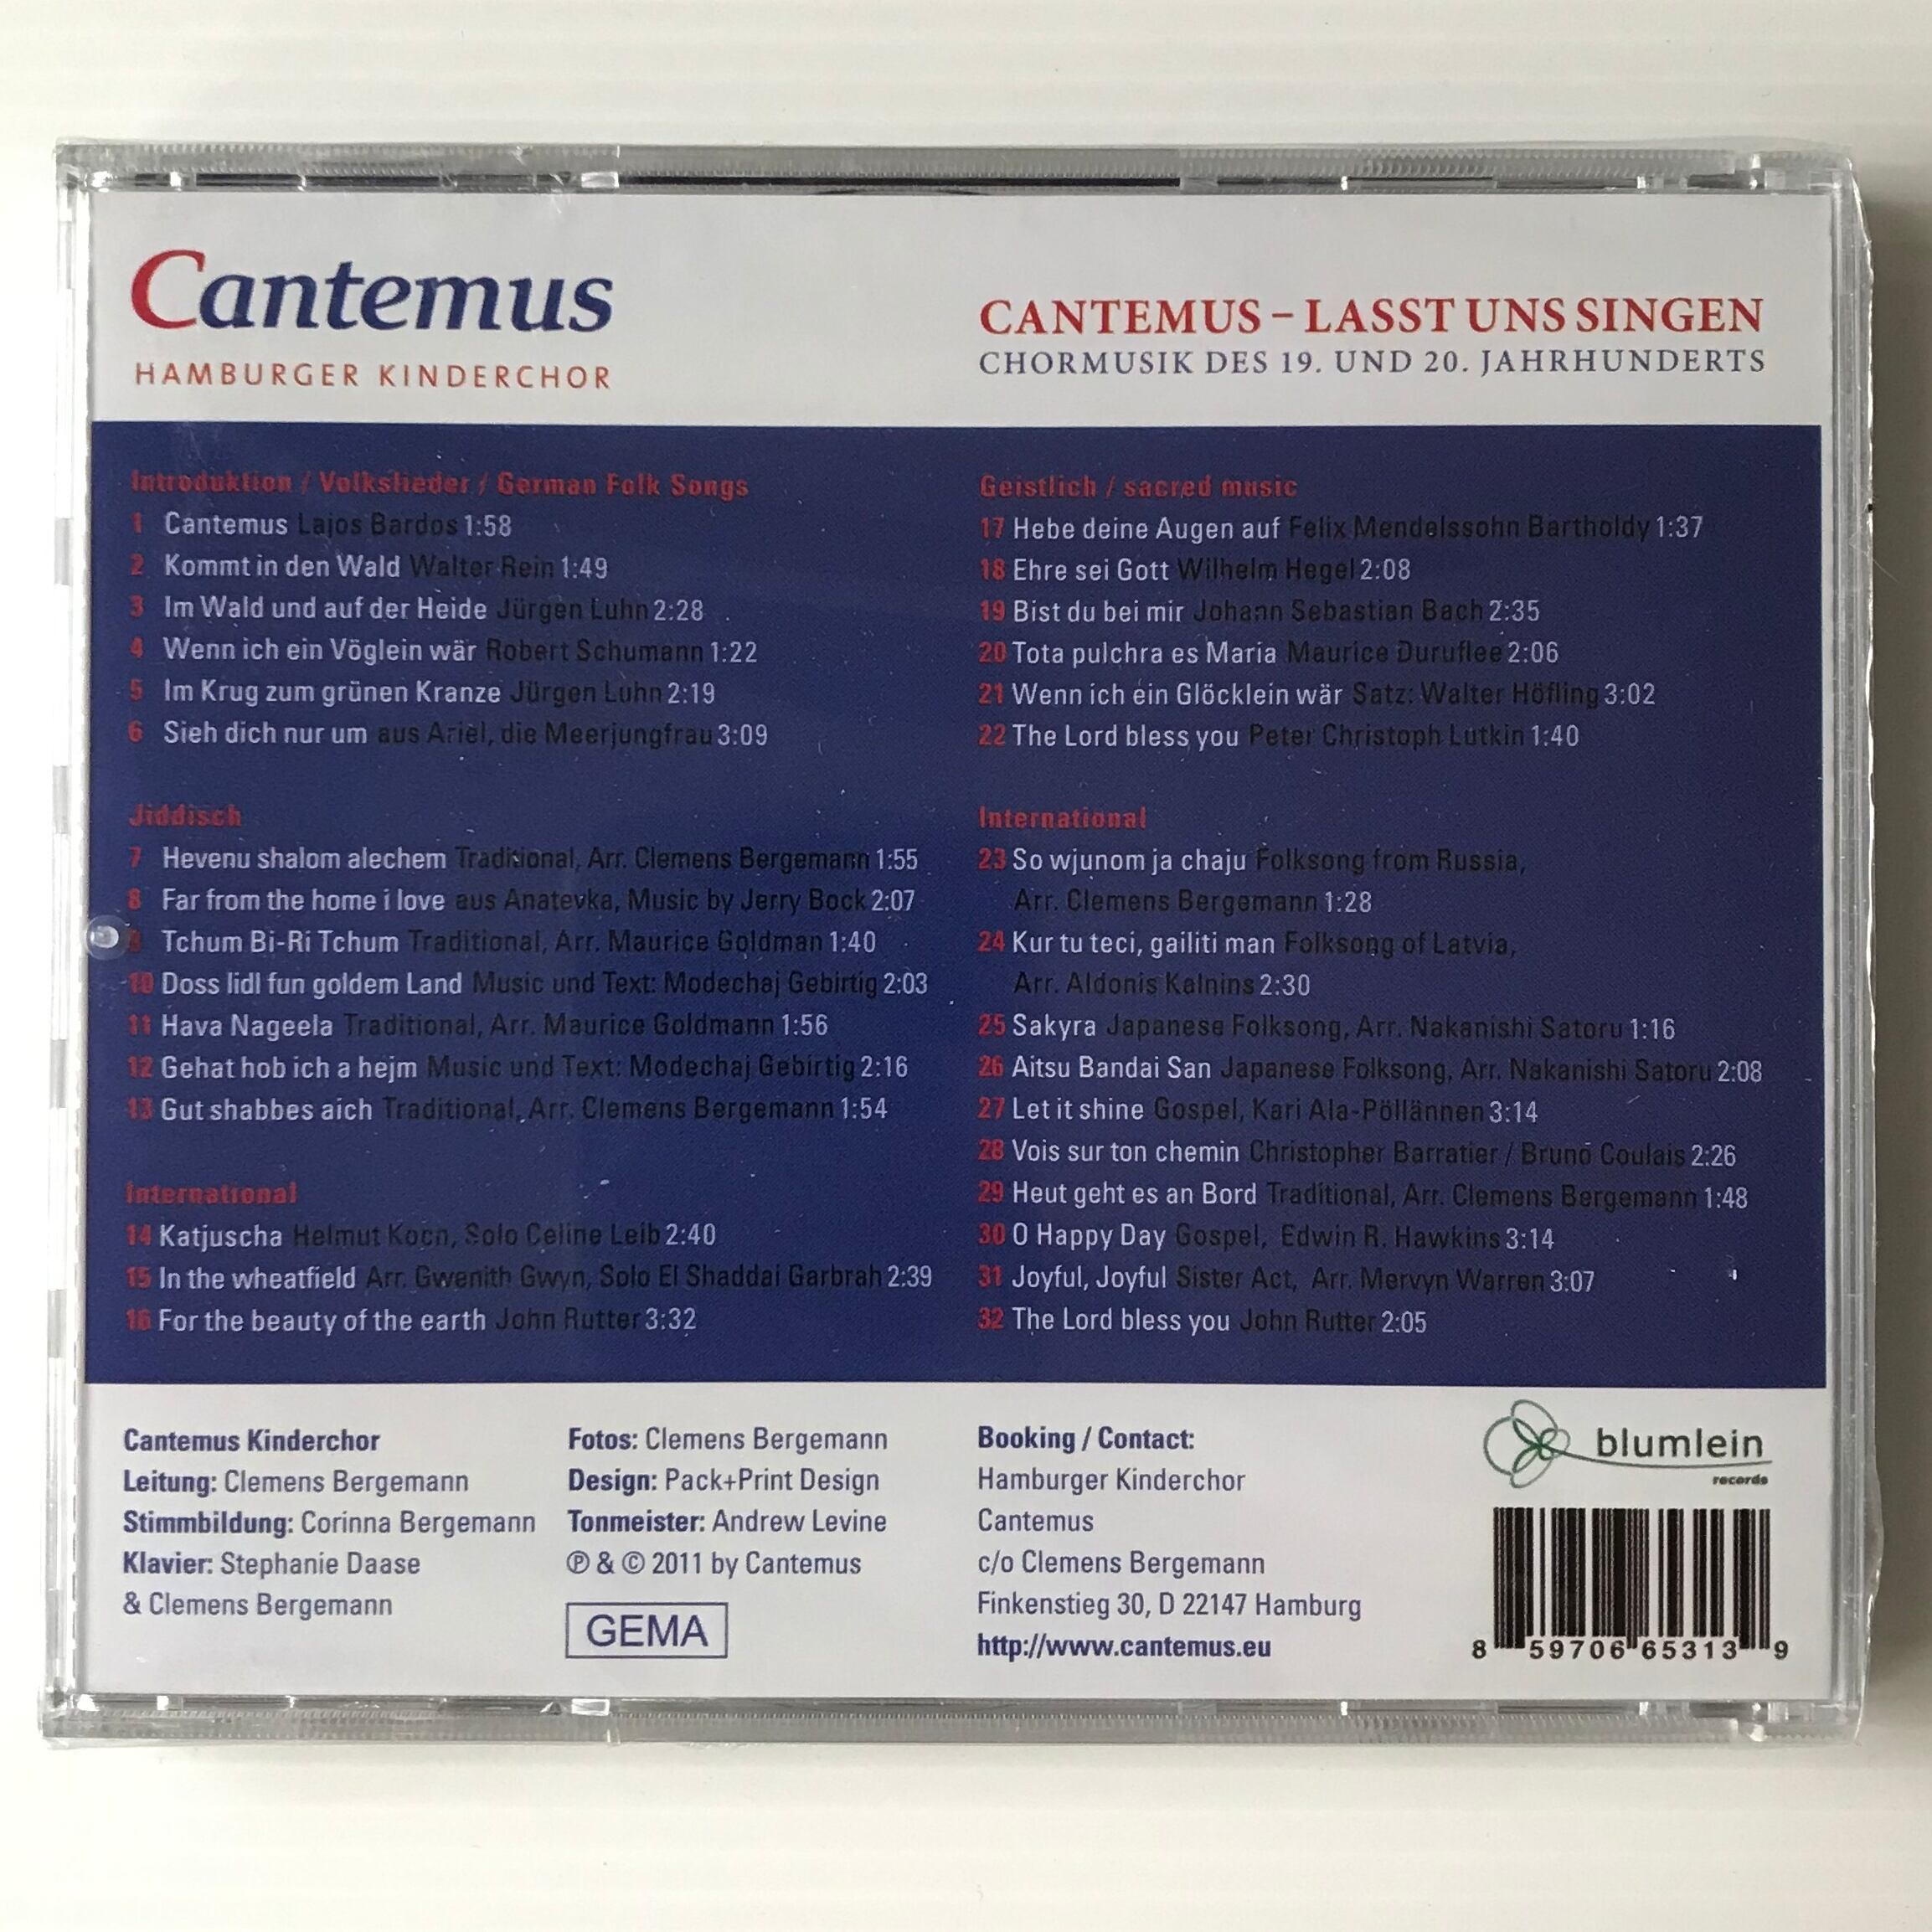 Cantemus
HAMBURGER KINDERCHOR
CANTEMUS – LASST UNS SINGEN
CHORMUSIK DES 19. UND 20. JAHRHUNDERTS
Introduktion / Volkslieder / German Folk Songs
1 Cantemus Lajos Bardos 1:58
2 Kommt in den Wald Walter Rein 1:49
3 Im Wald und auf der Heide Jürgen Luhn 2:28
4 Wenn ich ein Vöglein wär Robert Schumann 1:22
5 Im Krug zum grünen Kranze Jürgen Luhn 2:19
6 Sieh dich nur um aus Ariel, die Meerjungfrau 3:09
Jiddisch
7 Hevenu shalom alechem Traditional, Arr. Clemens Bergemann 1:55
8 Far from the home i love aus Anatevka, Music by Jerry Bock 2:07
9 Tchum Bi-Ri Tchum Traditional, Arr. Maurice Goldman 1:40
10 Doss lidl fun goldem Land Music und Text: Modechaj Gebirtig 2:03
11 Hava Nageela Traditional, Arr. Maurice Goldmann 1:56
12 Gehat hob ich a hejm Music und Text: Modechaj Gebirtig 2:16
13 Gut shabbes aich Traditional, Arr. Clemens Bergemann 1:54
International
14 Katjuscha Helmut Kocn, Solo Celine Leib 2:40
15 In the wheatfield Arr. Gwenith Gwyn, Solo El Shaddai Garbrah 2:39
16 For the beauty of the earth John Rutter 3:32
Geistlich / sacred music
17 Hebe deine Augen auf Felix Mendelssohn Bartholdy 1:37
18 Ehre sei Gott Wilhelm Hegel 2:08
19 Bist du bei mir Johann Sebastian Bach 2:35
20 Tota pulchra es Maria Maurice Duruflee 2:06
21 Wenn ich ein Glöcklein wär Satz: Walter Höfling 3:02
22 The Lord bless you Peter Christoph Lutkin 1:40
International
23 So wjunom ja chaju Folksong from Russia,
Arr. Clemens Bergemann 1:28
24 Kur tu teci, gailiti man Folksong of Latvia,
Arr. Aldonis Kalnins 2:30
25 Sakyra Japanese Folksong, Arr. Nakanishi Satoru 1:16
26 Aitsu Bandai San Japanese Folksong, Arr. Nakanishi Satoru 2:08
27 Let it shine Gospel, Kari Ala-Pöllännen 3:14
28 Vois sur ton chemin Christopher Barratier / Bruno Coulais 2:26
29 Heut geht es an Bord Traditional, Arr. Clemens Bergemann 1:48
30 O Happy Day Gospel, Edwin R. Hawkins 3:14
31 Joyful, Joyful Sister Act, Arr. Mervyn Warren 3:07
32 The Lord bless you John Rutter 2:05
Cantemus Kinderchor
Leitung: Clemens Bergemann
Stimmbildung: Corinna Bergemann
Klavier: Stephanie Daase
& Clemens Bergemann
Fotos: Clemens Bergemann
Design: Pack+Print Design
Tonmeister: Andrew Levine
℗ & © 2011 by Cantemus
GEMA
Booking / Contact:
Hamburger Kinderchor
Cantemus
c/o Clemens Bergemann
Finkenstieg 30, D 22147 Hamburg
http://www.cantemus.eu
blumlein
records
8 59706 65313 9